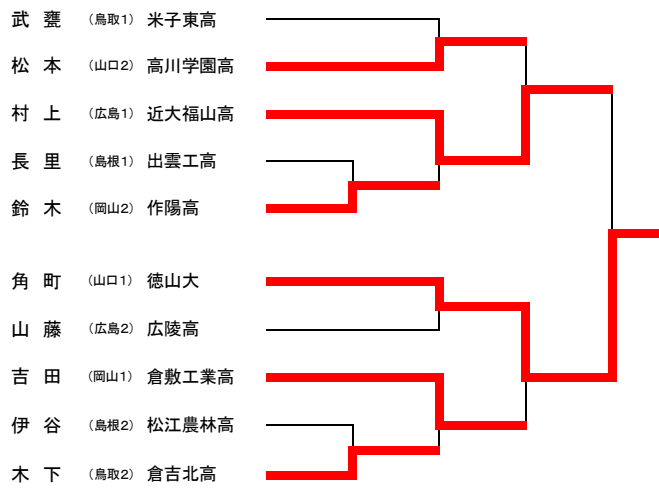 武 甕 (鳥取1) 米子東高
松 本 (山口2) 高川学園高
村 上 (広島1) 近大福山高
長 里 (島根1) 出雲工高
鈴 木 (岡山2) 作陽高
角 町 (山口1) 徳山大
山 藤 (広島2) 広陵高
吉 田 (岡山1) 倉敷工業高
伊 谷 (島根2) 松江農林高
木 下 (鳥取2) 倉吉北高